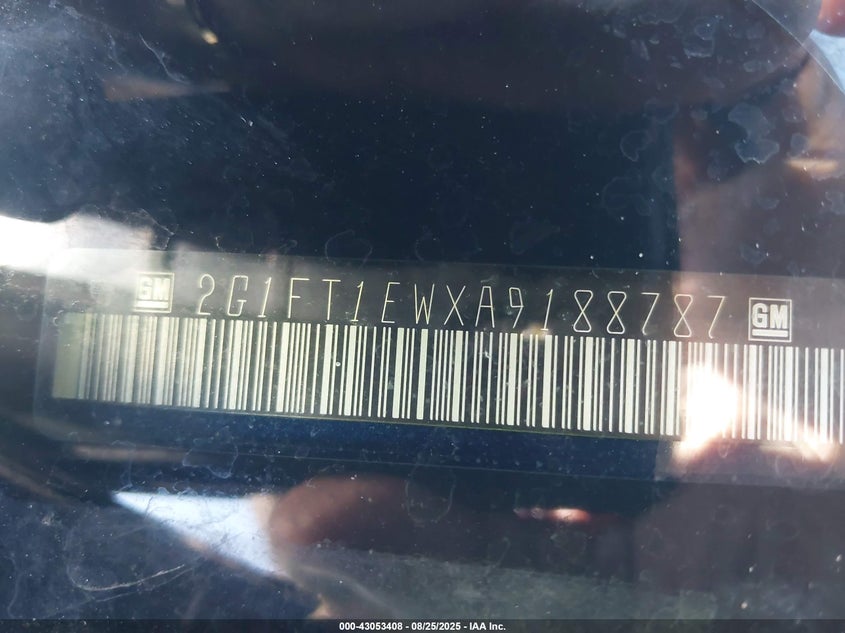 GM 2G1FT1EWXA9188787 GM
000-43053408 - 08/25/2025 - IAA Inc.